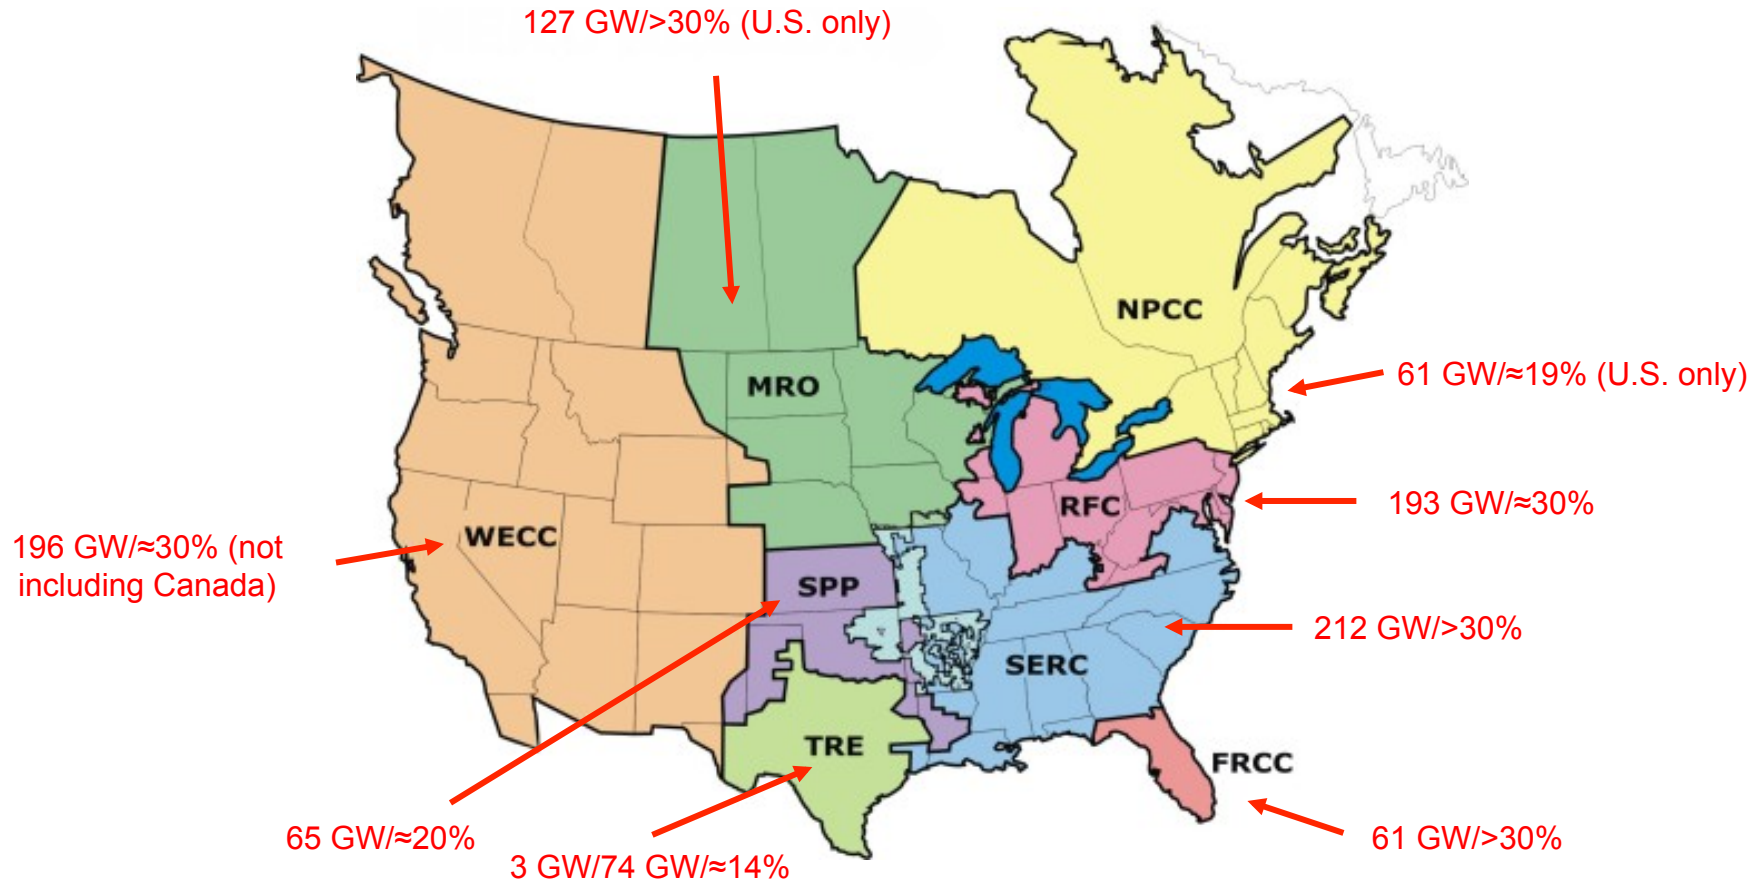 127 GW/>30% (U.S. only)
NPCC
61 GW/≈19% (U.S. only)
MRO
RFC
193 GW/≈30%
WECC
196 GW/≈30% (not
including Canada)
SPP
212 GW/>30%
SERC
TRE
FRCC
65 GW/≈20%
3 GW/74 GW/≈14%
61 GW/>30%